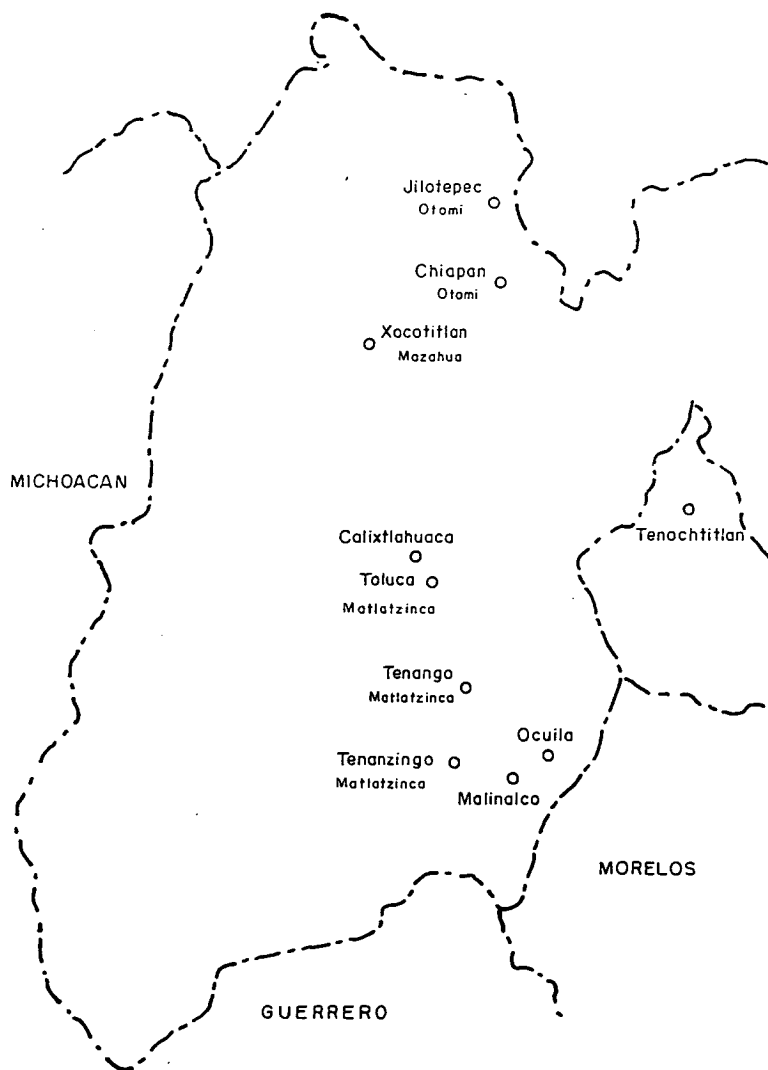 Jilotepec
Otomi
Chiapan
Otomi
Xocotitlan
Mazahua
MICHOACAN
Tenochtitlan
Calixtlahuaca
Toluca
Matlatzinca
Tenango
Matlatzinca
Ocuila
Tenanzingo
Matlatzinca
Malinalco
MORELOS
GUERRERO